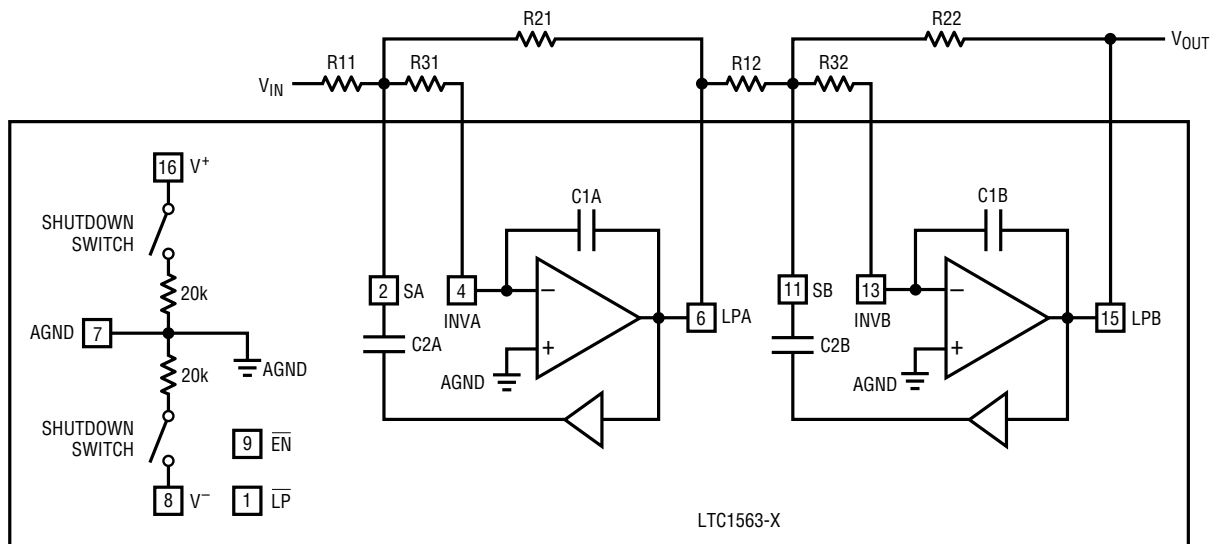 R21
R22
VOUT
R11
R31
R12
R32
VIN
16 V+
SHUTDOWN
SWITCH
C1A
C1B
20k
2 SA
4
INVA
−
11 SB
13
INVB
−
AGND 7
6 LPA
15 LPB
AGND
C2A
+
AGND
C2B
+
AGND
20k
SHUTDOWN
SWITCH
9 EN
8 V−
1 LP
LTC1563-X